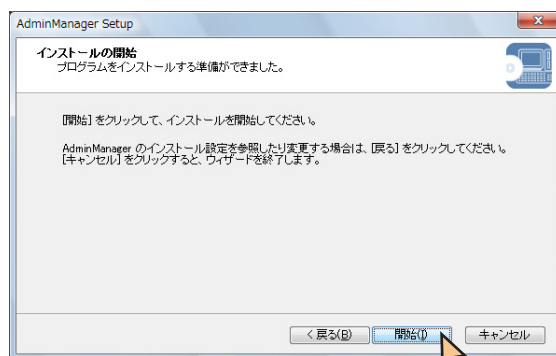 AdminManager Setup
インストールの開始
プログラムをインストールする準備ができました。
[開始] をクリックして、インストールを開始してください。
AdminManager のインストール設定を参照したり変更する場合は、[戻る] をクリックしてください。
[キャンセル] をクリックすると、ウィザードを終了します。
< 戻る(B) 開始(I) キャンセル